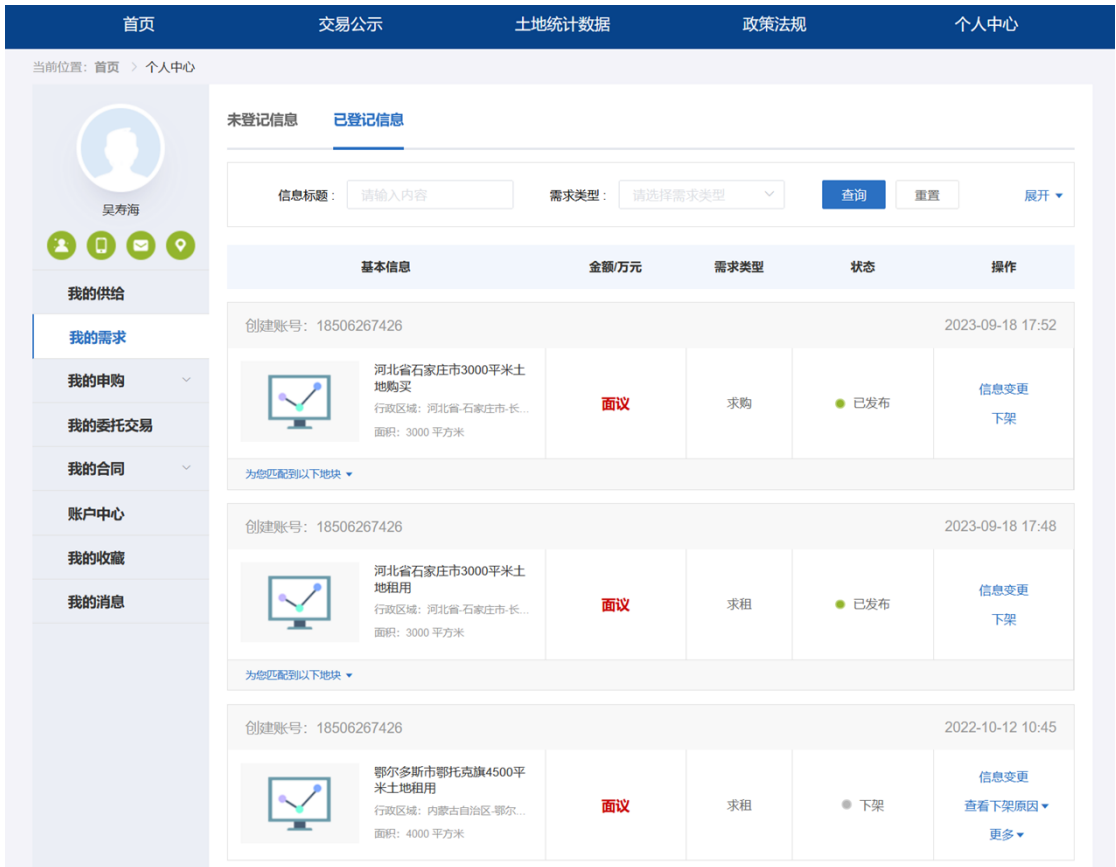 首页 交易公示 土地统计数据 政策法规 个人中心
当前位置：首页 > 个人中心
吴寿海
我的供给
我的需求
我的申购
我的委托交易
我的合同
账户中心
我的收藏
我的消息
未登记信息 已登记信息
信息标题： 请输入内容 需求类型： 请选择需求类型 查询 重置 展开
基本信息 金额/万元 需求类型 状态 操作
创建账号：18506267426 2023-09-18 17:52
河北省石家庄市3000平米土
地购买
行政区域：河北省-石家庄市-长...
面积：3000 平方米
面议 求购 已发布
信息变更
下架
为您匹配到以下地块
创建账号：18506267426 2023-09-18 17:48
河北省石家庄市3000平米土
地租用
行政区域：河北省-石家庄市-长...
面积：3000 平方米
面议 求租 已发布
信息变更
下架
为您匹配到以下地块
创建账号：18506267426 2022-10-12 10:45
鄂尔多斯市鄂托克旗4500平
米土地租用
行政区域：内蒙古自治区-鄂尔...
面积：4000 平方米
面议 求租 下架
信息变更
查看下架原因
更多